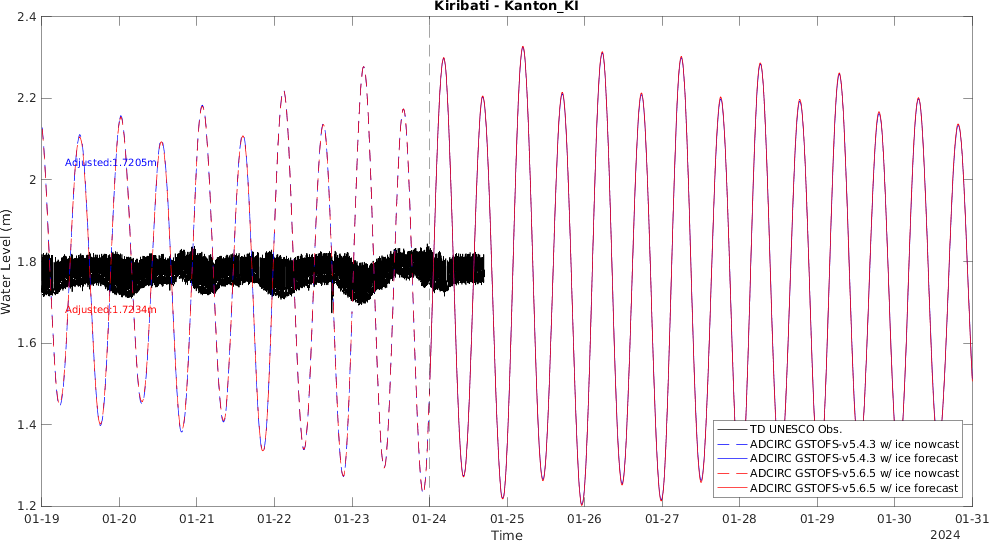 Kiribati - Kanton_KI
2.4
2.2
2
1.8
1.6
1.4
1.2
Water Level (m)
Adjusted:1.7205m
Adjusted:1.7234m
TD UNESCO Obs.
ADCIRC GSTOFS-v5.4.3 w/ ice nowcast
ADCIRC GSTOFS-v5.4.3 w/ ice forecast
ADCIRC GSTOFS-v5.6.5 w/ ice nowcast
ADCIRC GSTOFS-v5.6.5 w/ ice forecast
01-19 01-20 01-21 01-22 01-23 01-24 01-25 01-26 01-27 01-28 01-29 01-30 01-31
Time
2024